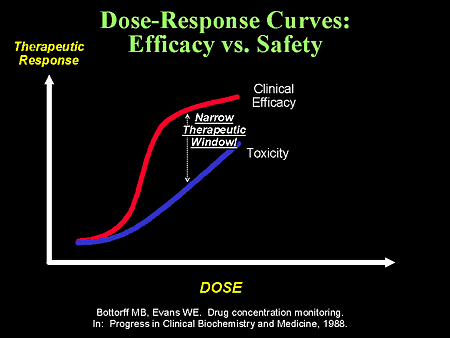 Dose-Response Curves:
Efficacy vs. Safety
Therapeutic
Response
Clinical
Efficacy
Narrow
Therapeutic
Window!
Toxicity
DOSE
Bottorff MB, Evans WE. Drug concentration monitoring.
In: Progress in Clinical Biochemistry and Medicine, 1988.